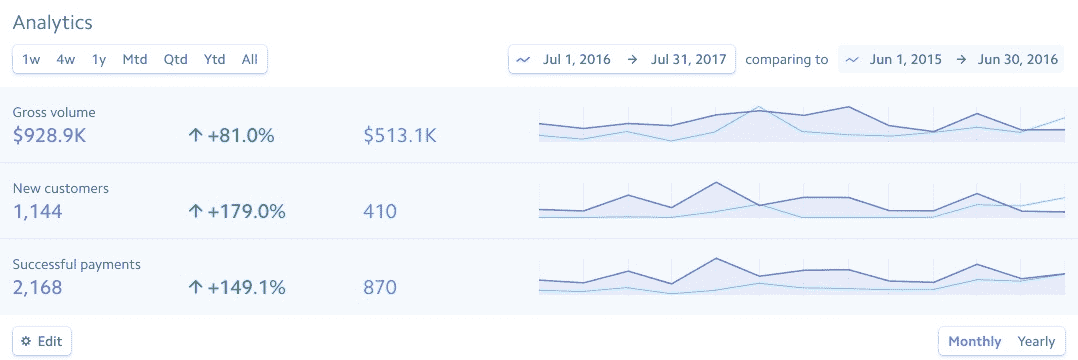 Analytics
1w 4w 1y Mtd Qtd Ytd All
Jul 1, 2016 → Jul 31, 2017 comparing to Jun 1, 2015 → Jun 30, 2016
Gross volume
$928.9K ↑ +81.0% $513.1K
New customers
1,144 ↑ +179.0% 410
Successful payments
2,168 ↑ +149.1% 870
Edit
Monthly Yearly